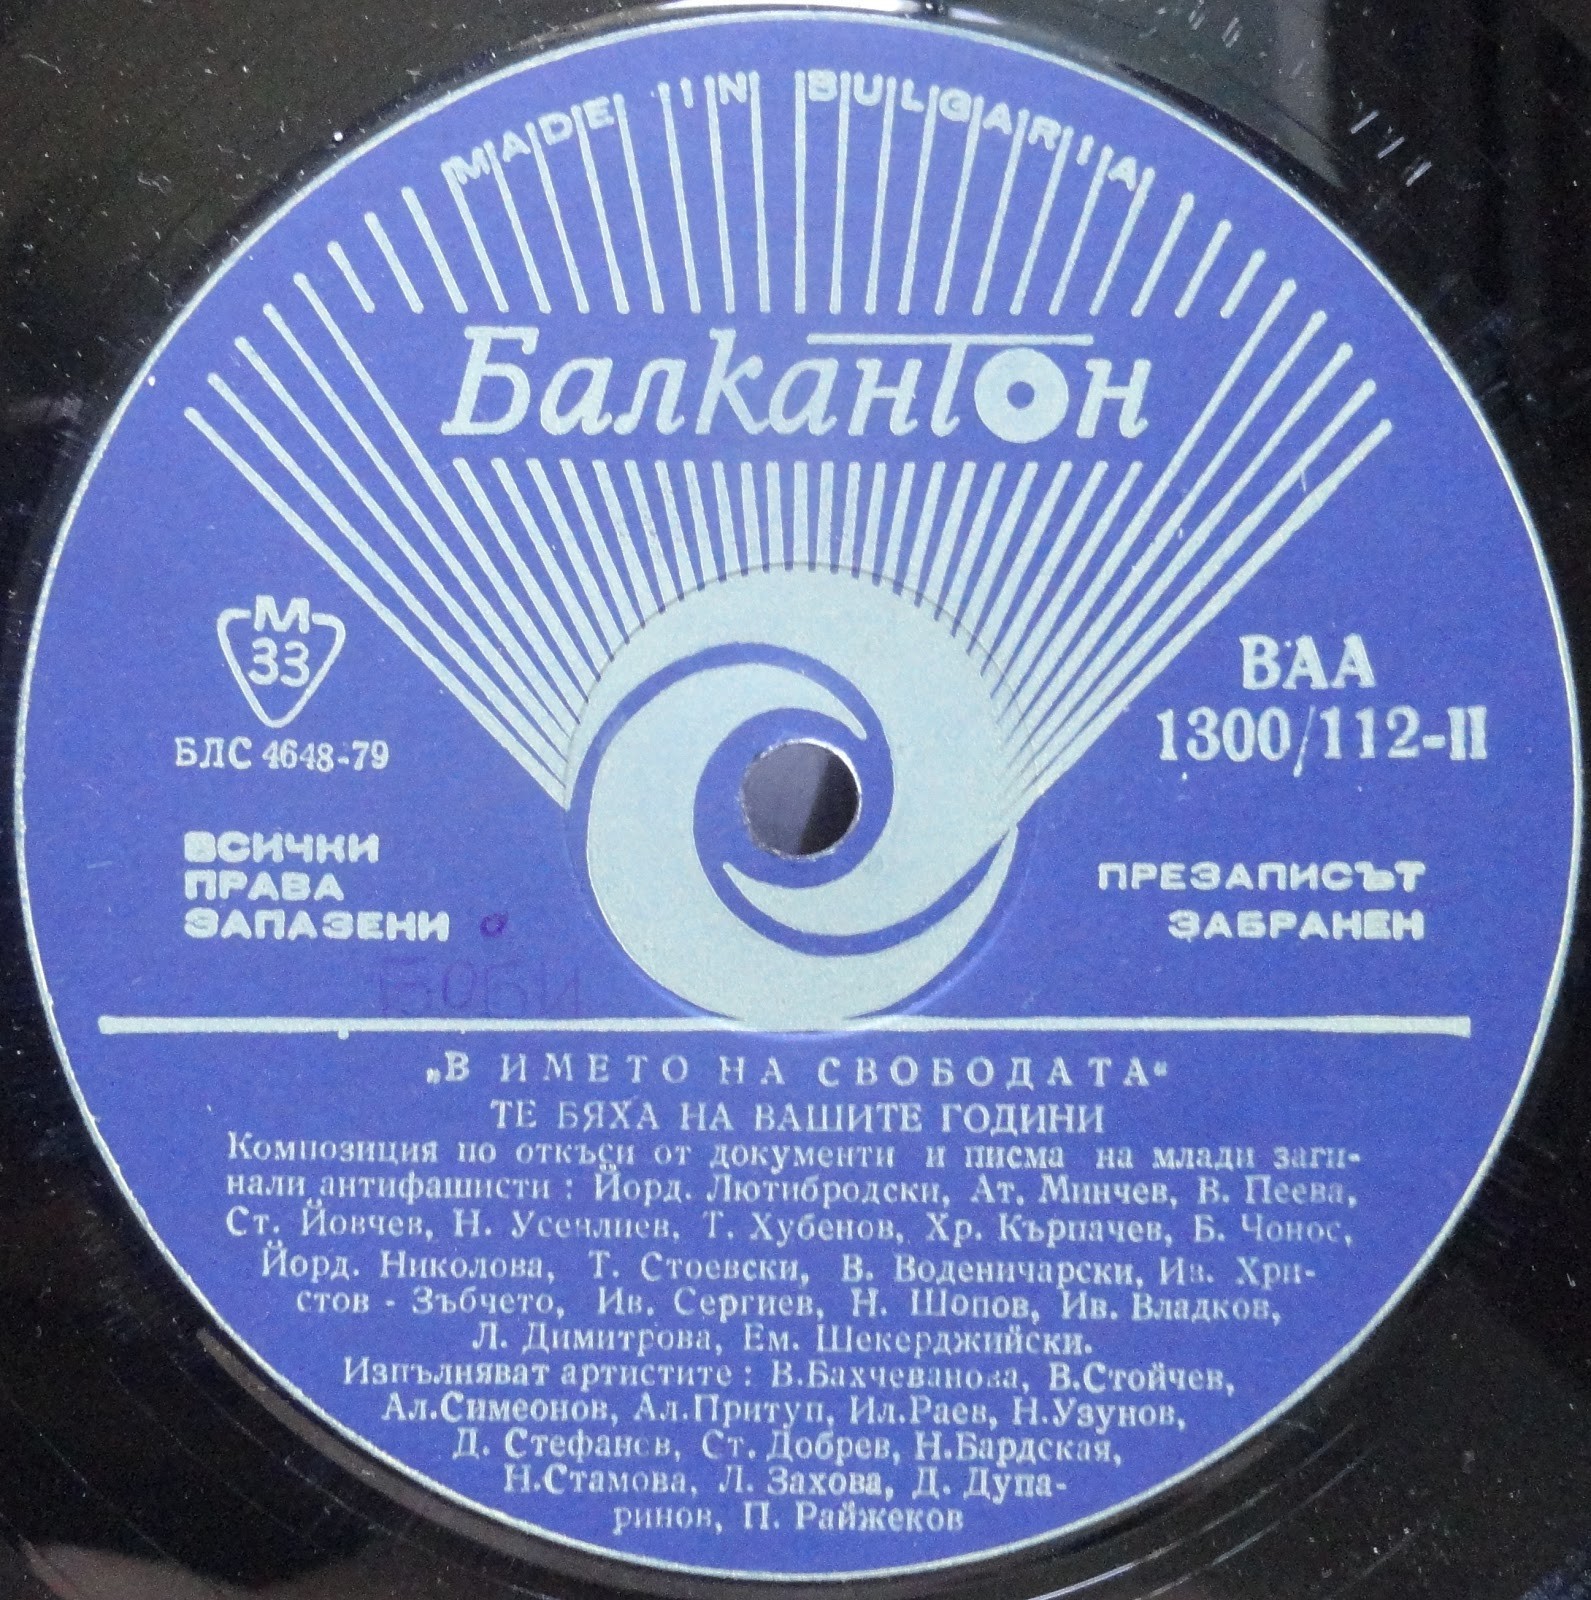 MADE IN BULGARIA
Балкантон
М
33
БЛС 4648-79
ВАА
1300/112-II
ВСИЧКИ
ПРАВА
ЗАПАЗЕНИ
ПРЕЗАПИСЪТ
ЗАБРАНЕН
БОБИ
„В ИМЕТО НА СВОБОДАТА“
ТЕ БЯХА НА ВАШИТЕ ГОДИНИ
Композиция по откъси от документи и писма на млади заги-
нали антифашисти : Йорд. Лютибродски, Ат. Минчев, В. Пеева,
Ст. Йовчев, Н. Усенлиев, Т. Хубенов, Хр. Кърпачев, Б. Чонос,
Йорд. Николова, Т. Стоевски, В. Воденичарски, Ив. Хри-
стов - Зъбчето, Ив. Сергиев, Н. Шопов, Ив. Владков,
Л. Димитрова, Ем. Шекерджийски.
Изпълняват артистите : В.Бахчеванова, В.Стойчев,
Ал.Симеонов, Ал.Притуп, Ил.Раев, Н.Узунов,
Д. Стефанев, Ст. Добрев, Н.Бардская,
Н.Стамова, Л. Захова, Д. Дупа-
ринов, П. Райжеков